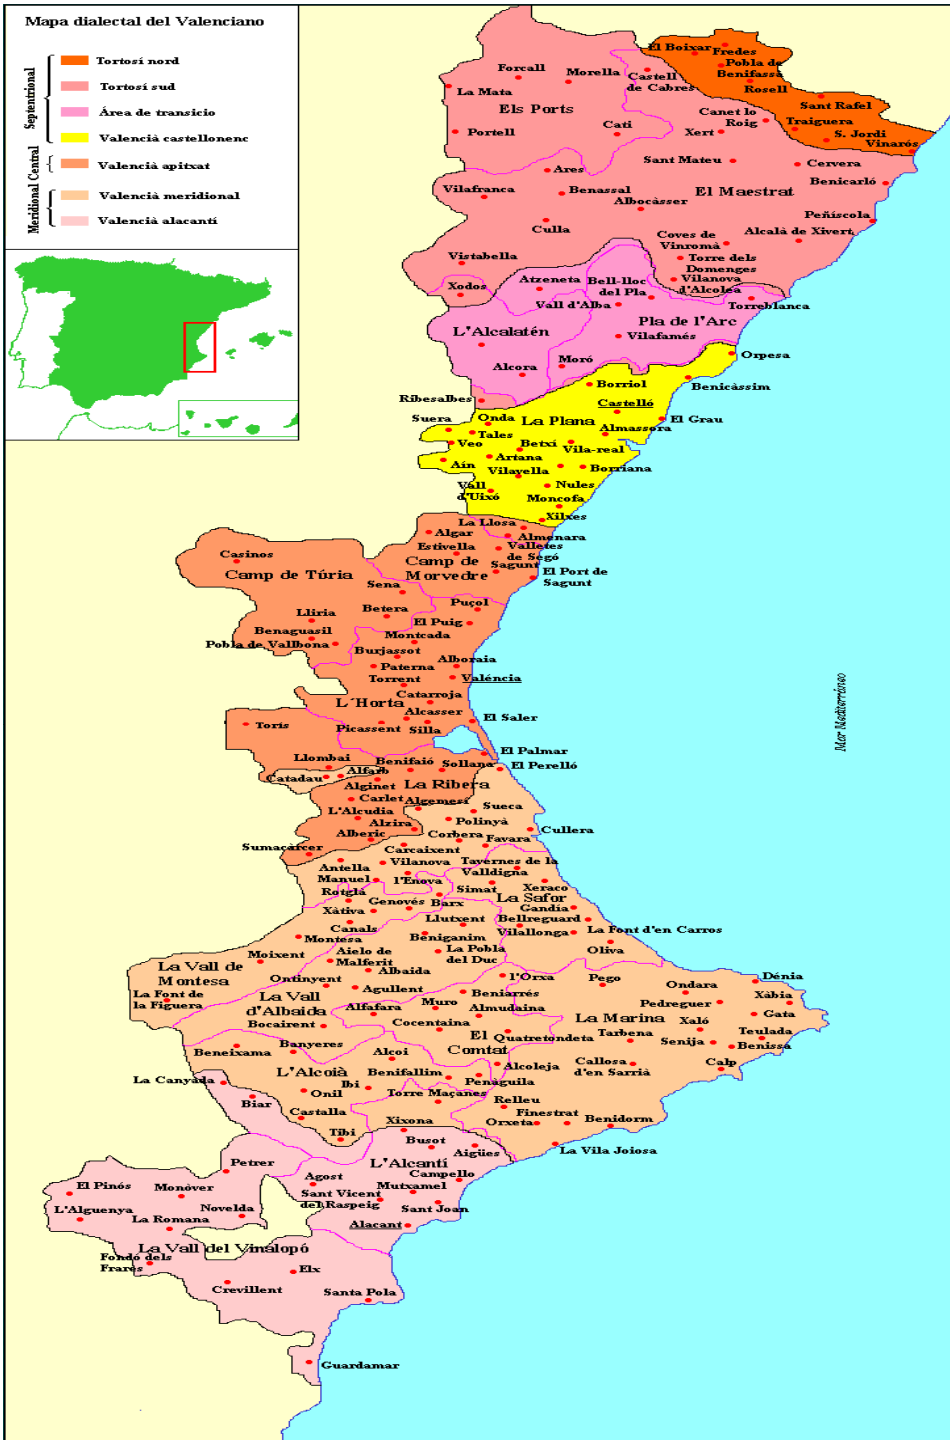 Mapa dialectal del Valenciano
Septentrional
Tortosí nord
Tortosí sud
Área de transicio
Valencià castellonenc
Central
Valencià apitxat
Meridional
Valencià meridional
Valencià alacantí
El Boixar
Fredes
Pobla de
Benifassà
Rosell
Sant Rafel
Traiguera
S. Jordi
Vinaròs
Forcall
Morella
Castell
de Cabres
La Mata
Els Ports
Canet lo
Roig
Portell
Cati
Xert
Sant Mateu
Cervera
Ares
Vilafranca
Benassal
El Maestrat
Benicarló
Albocàsser
Culla
Peñíscola
Coves de
Vinromà
Alcalà de Xivert
Vistabella
Torre dels
Domenges
Vilanova
d'Alcolea
Xodos
Atzeneta
Bell-lloc
del Pla
Vall d'Alba
Torreblanca
L'Alcalatén
Pla de l'Arc
Vilafamés
Moró
Alcora
Orpesa
Borriol
Benicàssim
Ribesalbes
Castelló
Suera
Onda
La Plana
El Grau
Tales
Almassora
Veo
Betxí
Vila-real
Artana
Aín
Vilavella
Borriana
Vall
d'Uixó
Nules
Moncofa
Xilxes
La Llosa
Algar
Almenara
Estivella
Valletes
de Segó
Casinos
Camp de Túria
Camp de
Morvedre
Sagunt
El Port de
Sagunt
Sena
Puçol
Lliria
Betera
El Puig
Benaguasil
Montcada
Pobla de Vallbona
Burjassot
Paterna
Alboraia
Torrent
València
Catarroja
L'Horta
Alcasser
El Saler
Torís
Picassent
Silla
El Palmar
Llombai
Benifaió
Sollana
El Perelló
Catadau
Alfarb
Alginet
La Ribera
Carlet
Algemesí
Sueca
L'Alcudia
Polinyà
Alzira
Cullera
Alberic
Corbera
Favara
Sumacàrcer
Carcaixent
Antella
Vilanova
Tavernes de la
Valldigna
Manuel
l'Enova
Simat
Xeraco
Rotglà
Barx
La Safor
Xàtiva
Genovés
Gandía
Llutxent
Bellreguard
Canals
La Font d'en Carros
Montesa
Beniganim
Vilallonga
Oliva
Moixent
Aielo de
Malferit
La Pobla
del Duc
La Vall de
Montesa
Albaida
l'Orxa
Pego
Dénia
Ontinyent
Ondara
Agullent
Beniarrés
Xàbia
La Font de
la Figuera
La Vall
d'Albaida
Muro
Pedreguer
Alfafara
Almudaina
La Marina
Gata
Bocairent
Cocentaina
Xaló
Teulada
El
Comtat
Quatretondeta
Tarbena
Senija
Benissa
Beneixama
Banyeres
Alcoi
Alcoleja
Callosa
d'en Sarrià
Calp
L'Alcoià
Benifallim
Penaguila
La Canyada
Ibi
Onil
Torre Maçanes
Biar
Relleu
Castalla
Finestrat
Orxeta
Benidorm
Tibi
Xixona
Busot
Aigües
La Vila Joiosa
L'Alcantí
Petrer
Agost
Campello
El Pinós
Monòver
Sant Vicent
del Raspeig
Mutxamel
L'Alguenya
Novelda
Sant Joan
La Romana
Alacant
La Vall del Vinalopó
Fondó dels
Frares
Elx
Crevillent
Santa Pola
Guardamar
Mar Mediterráneo